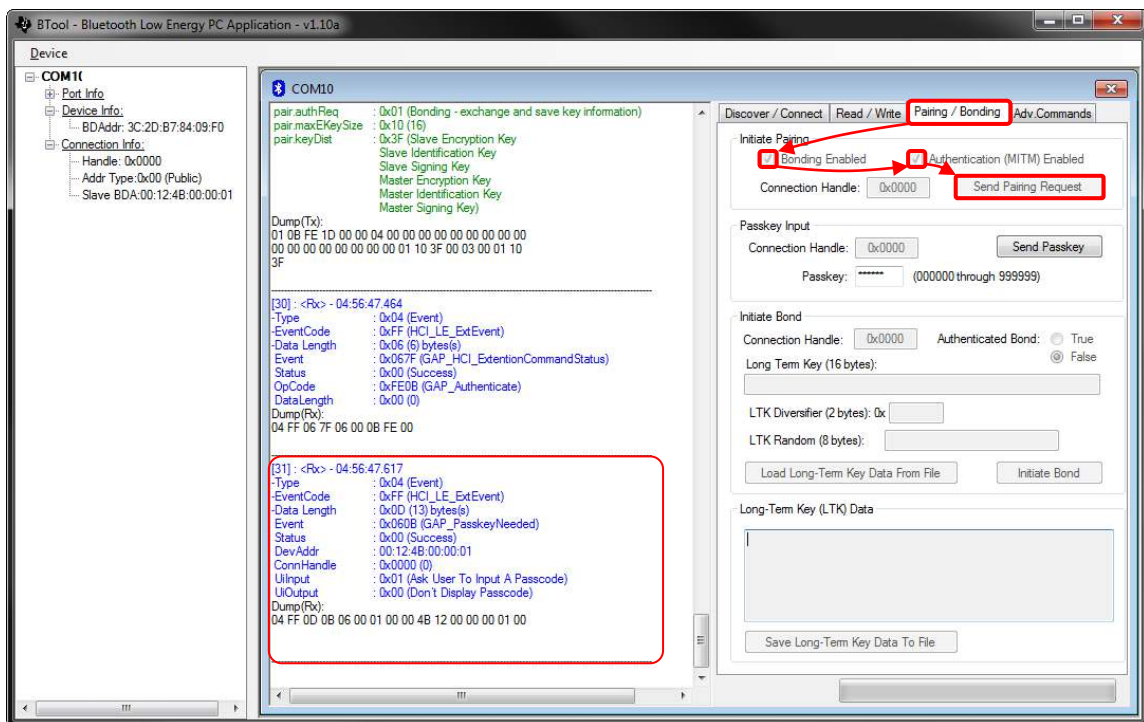 BTool - Bluetooth Low Energy PC Application - v1.10a
Device
COM1(
Port Info
Device Info:
BDAddr: 3C:2D:B7:84:09:F0
Connection Info:
Handle: 0x0000
Addr Type:0x00 (Public)
Slave BDA:00:12:4B:00:00:01
COM10
pair.authReq : 0x01 (Bonding - exchange and save key information)
pair.maxEKeySize : 0x10 (16)
pair.keyDist : 0x3F (Slave Encryption Key
Slave Identification Key
Slave Signing Key
Master Encryption Key
Master Identification Key
Master Signing Key)
Dump(Tx):
01 0B FE 1D 00 00 04 00 00 00 00 00 00 00 00 00
00 00 00 00 00 00 00 00 01 10 3F 00 03 00 01 10
3F
[30] : <Rx> - 04:56:47.464
-Type : 0x04 (Event)
-EventCode : 0xFF (HCI_LE_ExtEvent)
-Data Length : 0x06 (6) bytes(s)
Event : 0x067F (GAP_HCI_ExtentionCommandStatus)
Status : 0x00 (Success)
OpCode : 0xFE0B (GAP_Authenticate)
DataLength : 0x00 (0)
Dump(Rx):
04 FF 06 7F 06 00 0B FE 00
[31] : <Rx> - 04:56:47.617
-Type : 0x04 (Event)
-EventCode : 0xFF (HCI_LE_ExtEvent)
-Data Length : 0x0D (13) bytes(s)
Event : 0x060B (GAP_PasskeyNeeded)
Status : 0x00 (Success)
DevAddr : 00:12:4B:00:00:01
ConnHandle : 0x0000 (0)
UiInput : 0x01 (Ask User To Input A Passcode)
UiOutput : 0x00 (Don't Display Passcode)
Dump(Rx):
04 FF 0D 0B 06 00 01 00 00 4B 12 00 00 00 01 00
Discover / Connect Read / Write Pairing / Bonding Adv.Commands
Initiate Pairing
Bonding Enabled Authentication (MITM) Enabled
Connection Handle: 0x0000 Send Pairing Request
Passkey Input
Connection Handle: 0x0000 Send Passkey
Passkey: ****** (000000 through 999999)
Initiate Bond
Connection Handle: 0x0000 Authenticated Bond: True
False
Long Term Key (16 bytes):
LTK Diversifier (2 bytes): 0x
LTK Random (8 bytes):
Load Long-Term Key Data From File Initiate Bond
Long-Term Key (LTK) Data
Save Long-Term Key Data To File